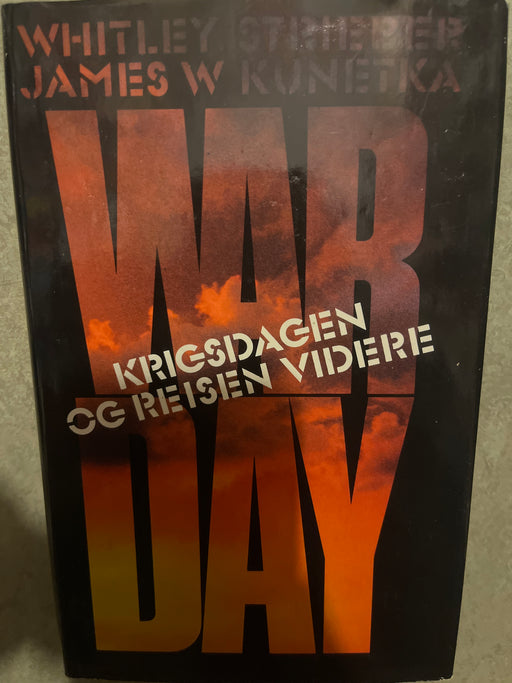 WHITLEY STRIEBER
JAMES W KUNETKA
WAR
KRIGSDAGEN
OG REISEN VIDERE
DAY